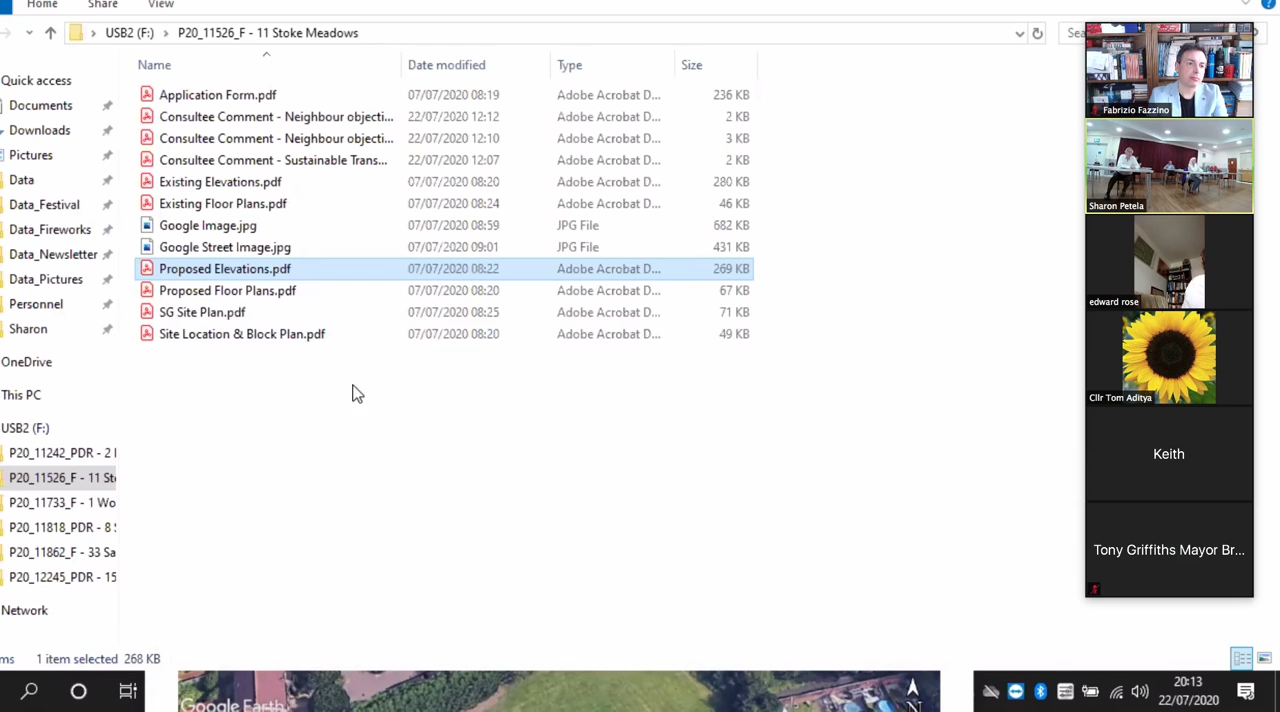 Home Share View
USB2 (F:) P20_11526_F - 11 Stoke Meadows
Name Date modified Type Size
Quick access
Documents
Downloads
Pictures
Data
Data_Festival
Data_Fireworks
Data_Newsletter
Data_Pictures
Personnel
Sharon
OneDrive
This PC
USB2 (F:)
P20_11242_PDR - 2
P20_11526_F - 11 Sto
P20_11733_F - 1 Wo
P20_11818_PDR - 8
P20_11862_F - 33 Sa
P20_12245_PDR - 15
Network
Application Form.pdf 07/07/2020 08:19 Adobe Acrobat D... 236 KB
Consultee Comment - Neighbour objecti... 22/07/2020 12:12 Adobe Acrobat D... 2 KB
Consultee Comment - Neighbour objecti... 22/07/2020 12:10 Adobe Acrobat D... 3 KB
Consultee Comment - Sustainable Trans... 22/07/2020 12:07 Adobe Acrobat D... 2 KB
Existing Elevations.pdf 07/07/2020 08:20 Adobe Acrobat D... 280 KB
Existing Floor Plans.pdf 07/07/2020 08:24 Adobe Acrobat D... 46 KB
Google Image.jpg 07/07/2020 08:59 JPG File 682 KB
Google Street Image.jpg 07/07/2020 09:01 JPG File 431 KB
Proposed Elevations.pdf 07/07/2020 08:22 Adobe Acrobat D... 269 KB
Proposed Floor Plans.pdf 07/07/2020 08:20 Adobe Acrobat D... 67 KB
SG Site Plan.pdf 07/07/2020 08:25 Adobe Acrobat D... 71 KB
Site Location & Block Plan.pdf 07/07/2020 08:20 Adobe Acrobat D... 49 KB
Sea
Fabrizio Fazzino
Sharon Petela
edward rose
Cllr Tom Aditya
Keith
Tony Griffiths Mayor Br...
ms 1 item selected 268 KB
Google Earth
N
20:13
22/07/2020